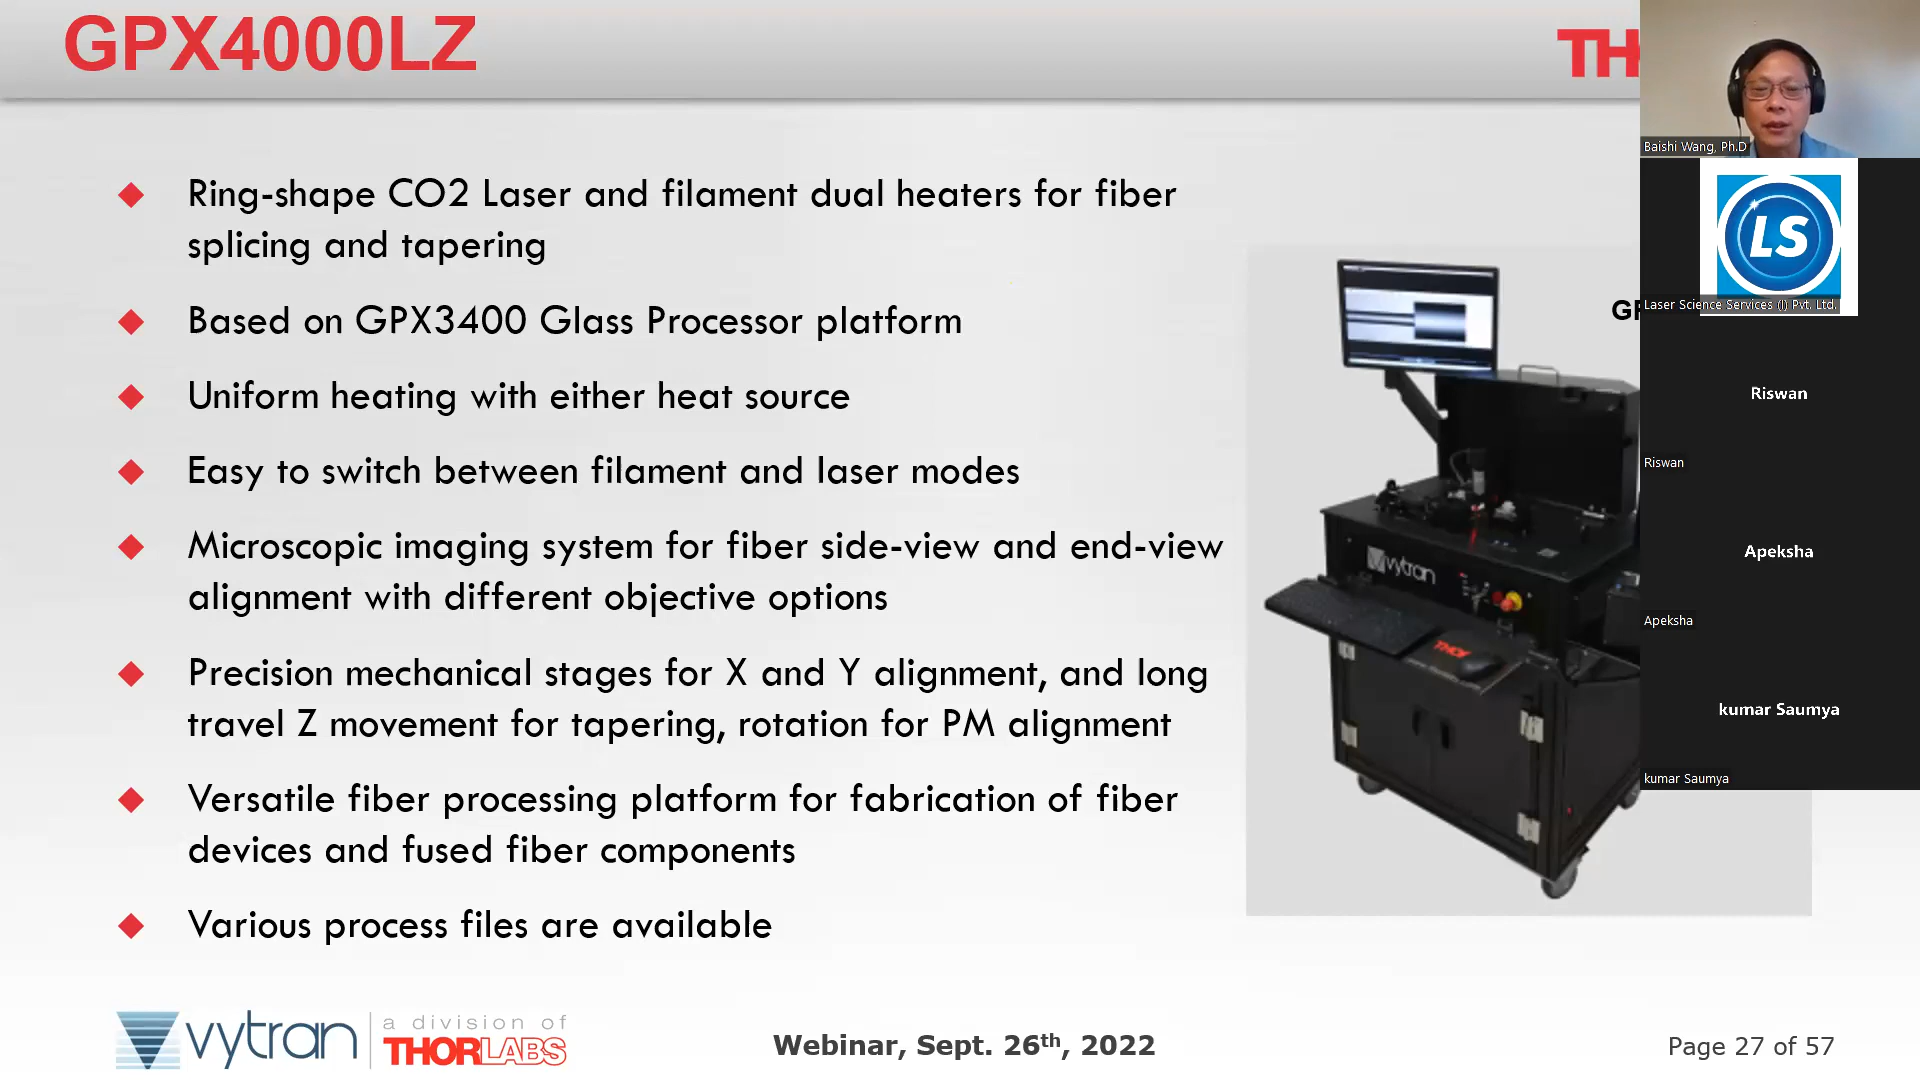 GPX4000LZ
Ring-shape CO2 Laser and filament dual heaters for fiber
splicing and tapering
Based on GPX3400 Glass Processor platform
Uniform heating with either heat source
Easy to switch between filament and laser modes
Microscopic imaging system for fiber side-view and end-view
alignment with different objective options
Precision mechanical stages for X and Y alignment, and long
travel Z movement for tapering, rotation for PM alignment
Versatile fiber processing platform for fabrication of fiber
devices and fused fiber components
Various process files are available
vytran
vytran
a division of
THORLABS
Webinar, Sept. 26th, 2022
Page 27 of 57
Baishi Wang, Ph.D
LS
Laser Science Services (I) Pvt. Ltd.
Riswan
Riswan
Apeksha
Apeksha
kumar Saumya
kumar Saumya